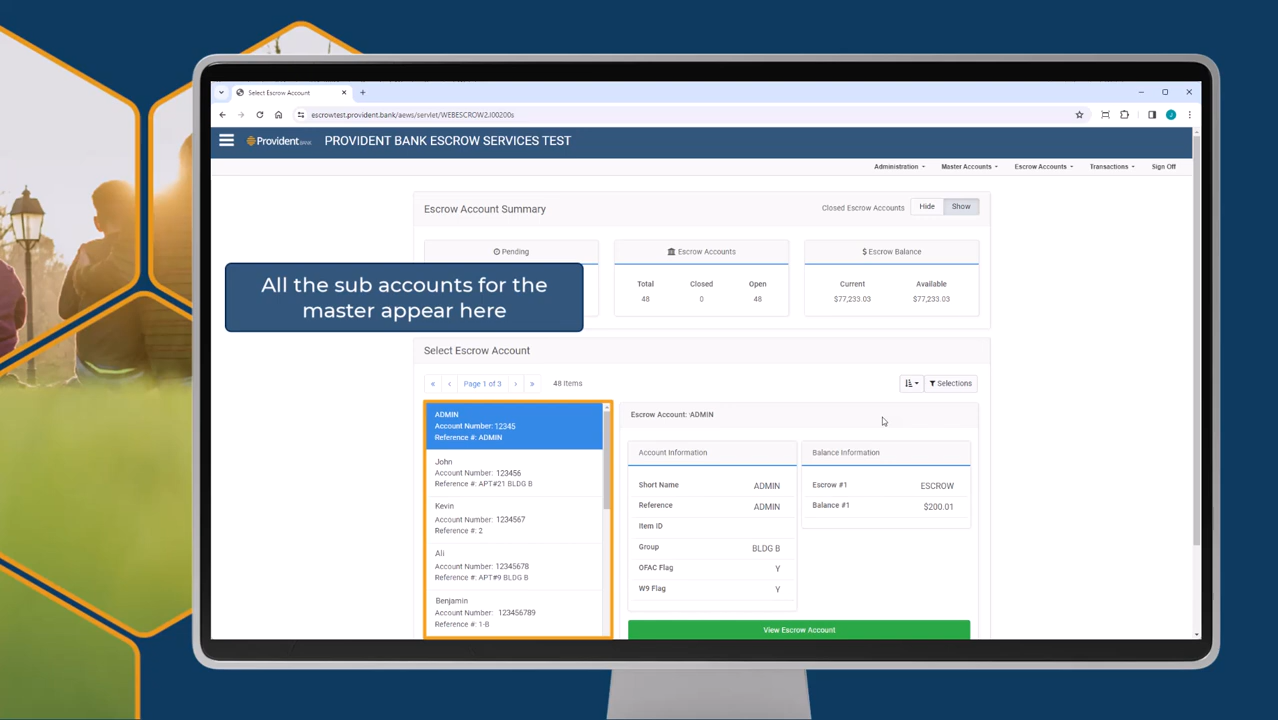 Select Escrow Account
escrowtest.provident.bank/aews/servlet/WEBESCROW2.I00200s
Provident BANK
PROVIDENT BANK ESCROW SERVICES TEST
Administration
Master Accounts
Escrow Accounts
Transactions
Sign Off
Escrow Account Summary
Closed Escrow Accounts
Hide
Show
Pending
Escrow Accounts
$ Escrow Balance
All the sub accounts for the
master appear here
Total Closed Open
48 0 48
Current Available
$77,233.03 $77,233.03
Select Escrow Account
« ‹ Page 1 of 3 › »
48 Items
Selections
ADMIN
Account Number: 12345
Reference #: ADMIN
John
Account Number: 123456
Reference #: APT#21 BLDG B
Kevin
Account Number: 1234567
Reference #: 2
Ali
Account Number: 12345678
Reference #: APT#9 BLDG B
Benjamin
Account Number: 123456789
Reference #: 1-B
Escrow Account: ADMIN
Account Information
Short Name ADMIN
Reference ADMIN
Item ID
Group BLDG B
OFAC Flag Y
W9 Flag Y
Balance Information
Escrow #1 ESCROW
Balance #1 $200.01
View Escrow Account